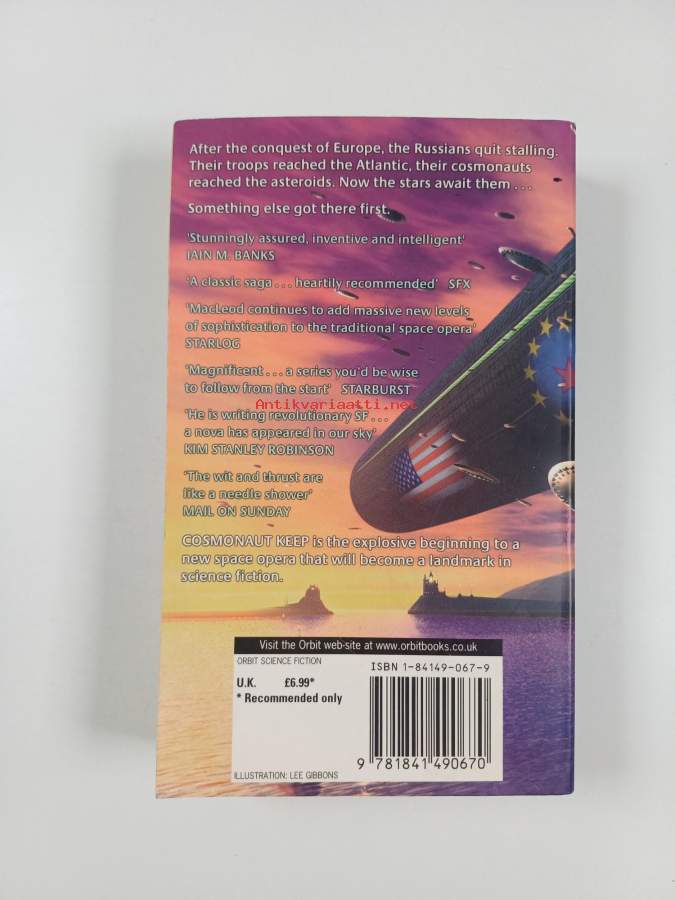 After the conquest of Europe, the Russians quit stalling.
Their troops reached the Atlantic, their cosmonauts
reached the asteroids. Now the stars await them . . .
Something else got there first.
'Stunningly assured, inventive and intelligent'
IAIN M. BANKS
'A classic saga . . . heartily recommended' SFX
'MacLeod continues to add massive new levels
of sophistication to the traditional space opera'
STARLOG
'Magnificent . . . a series you'd be wise
to follow from the start' STARBURST
Antikvariaatti.net
'He is writing revolutionary SF . . .
a nova has appeared in our sky'
KIM STANLEY ROBINSON
'The wit and thrust are
like a needle shower'
MAIL ON SUNDAY
COSMONAUT KEEP is the explosive beginning to a
new space opera that will become a landmark in
science fiction.
Visit the Orbit web-site at www.orbitbooks.co.uk
ORBIT SCIENCE FICTION
U.K. £6.99*
* Recommended only
ISBN 1-84149-067-9
9 781841 490670
ILLUSTRATION: LEE GIBBONS